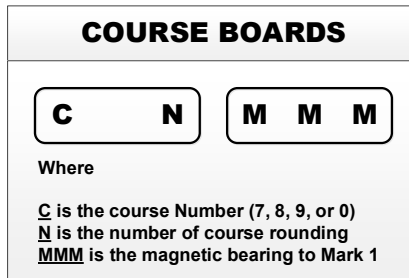 COURSE BOARDS
C N M M M
Where
C is the course Number (7, 8, 9, or 0)
N is the number of course rounding
MMM is the magnetic bearing to Mark 1